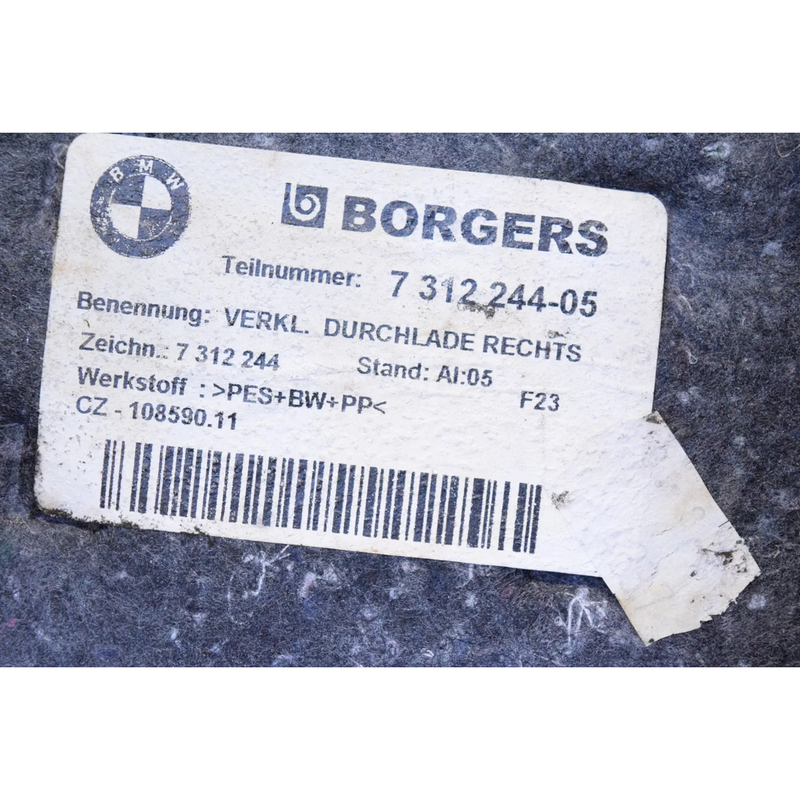 BMW
BORGERS
Teilnummer: 7 312 244-05
Benennung: VERKL. DURCHLADE RECHTS
Zeichn.: 7 312 244 Stand: AI:05
Werkstoff :>PES+BW+PP< F23
CZ - 108590.11